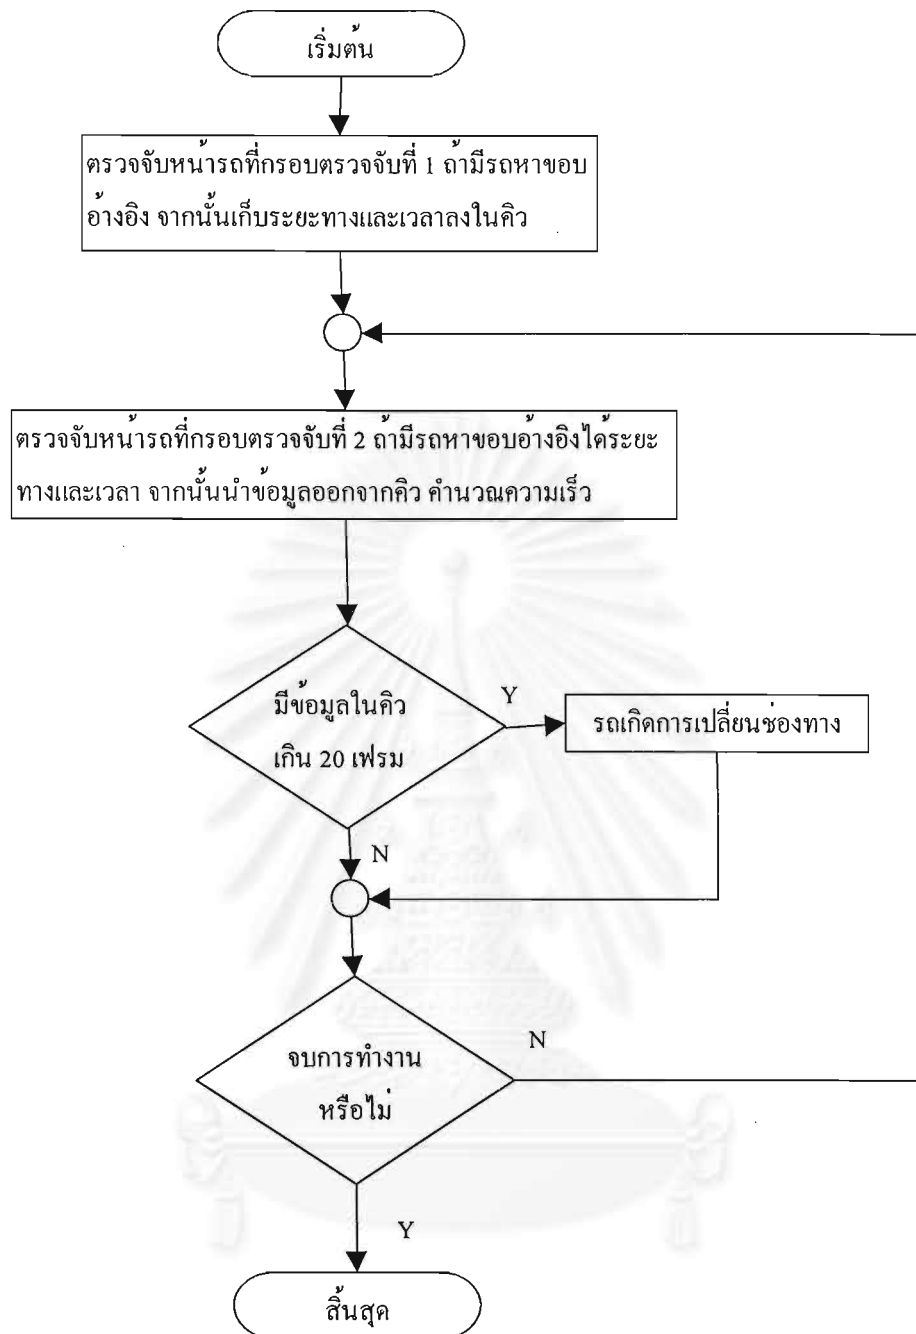 เริ่มต้น
ตรวจจับหน้ารถที่กรอบตรวจจับที่ 1 ถ้ามีรถหาขอบ
อ้างอิง จากนั้นเก็บระยะทางและเวลาลงในคิว
ตรวจจับหน้ารถที่กรอบตรวจจับที่ 2 ถ้ามีรถหาขอบอ้างอิงได้ระยะ
ทางและเวลา จากนั้นนำข้อมูลออกจากคิว คำนวณความเร็ว
มีข้อมูลในคิว
เกิน 20 เฟรม
Y
รถเกิดการเปลี่ยนช่องทาง
N
จบการทำงาน
หรือไม่
N
Y
สิ้นสุด